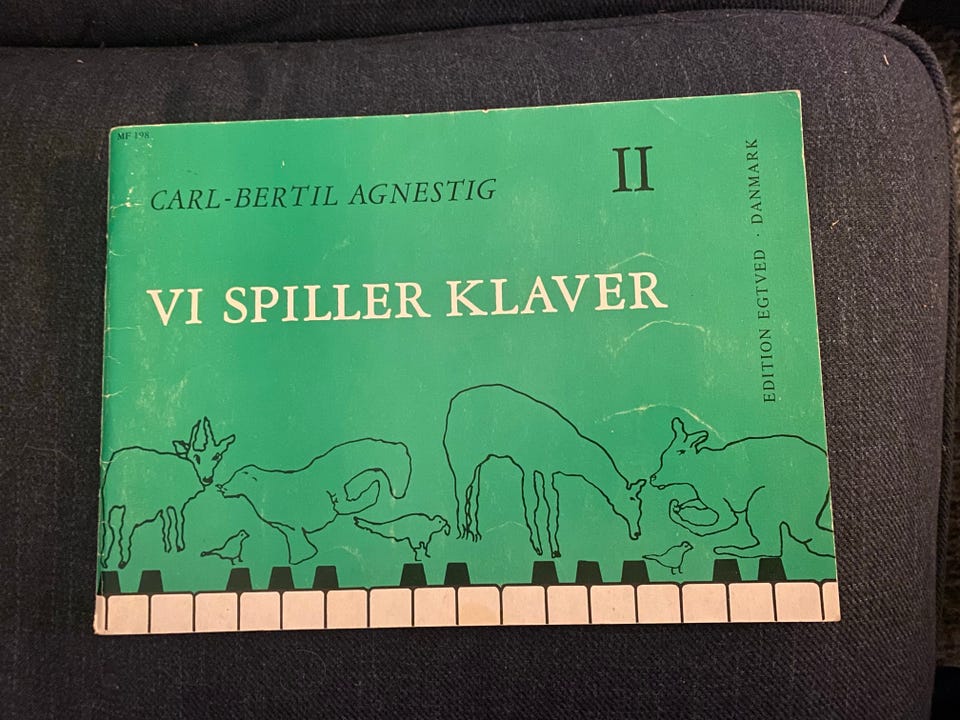 MF 198
CARL-BERTIL AGNESTIG
II
VI SPILLER KLAVER
EDITION EGTVED · DANMARK